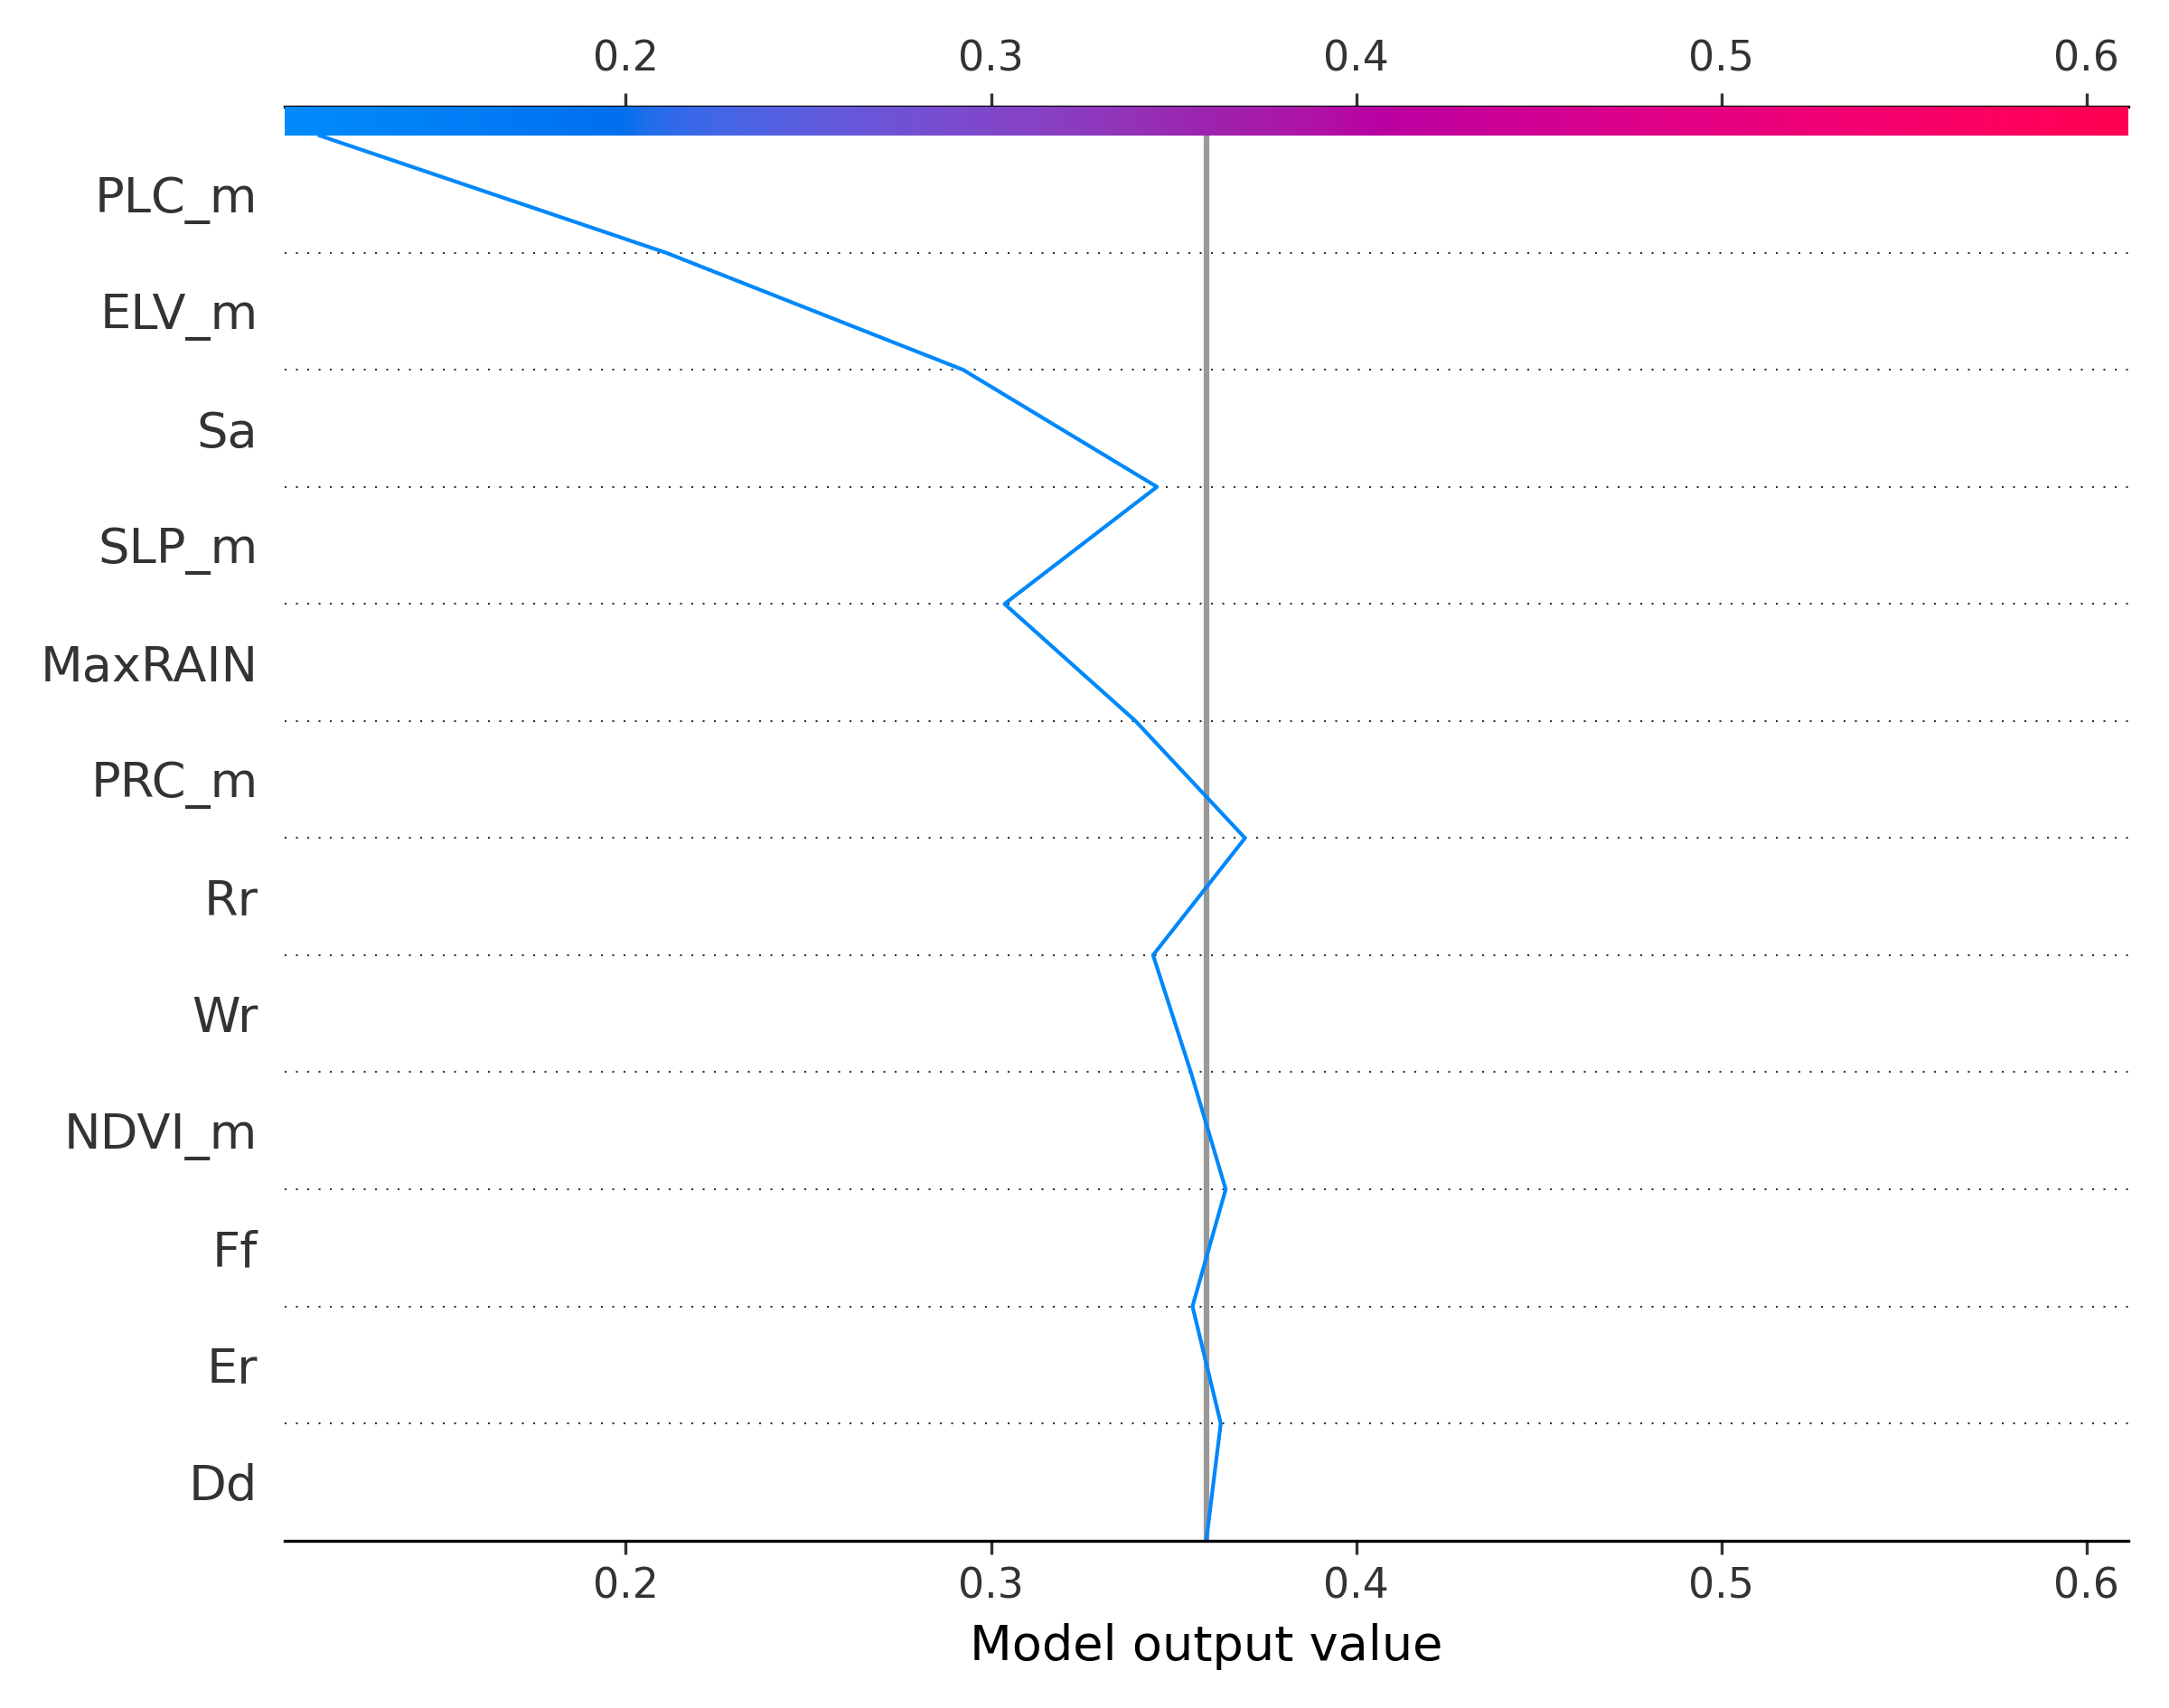 0.2 0.3 0.4 0.5 0.6
PLC_m
ELV_m
Sa
SLP_m
MaxRAIN
PRC_m
Rr
Wr
NDVI_m
Ff
Er
Dd
0.2 0.3 0.4 0.5 0.6
Model output value